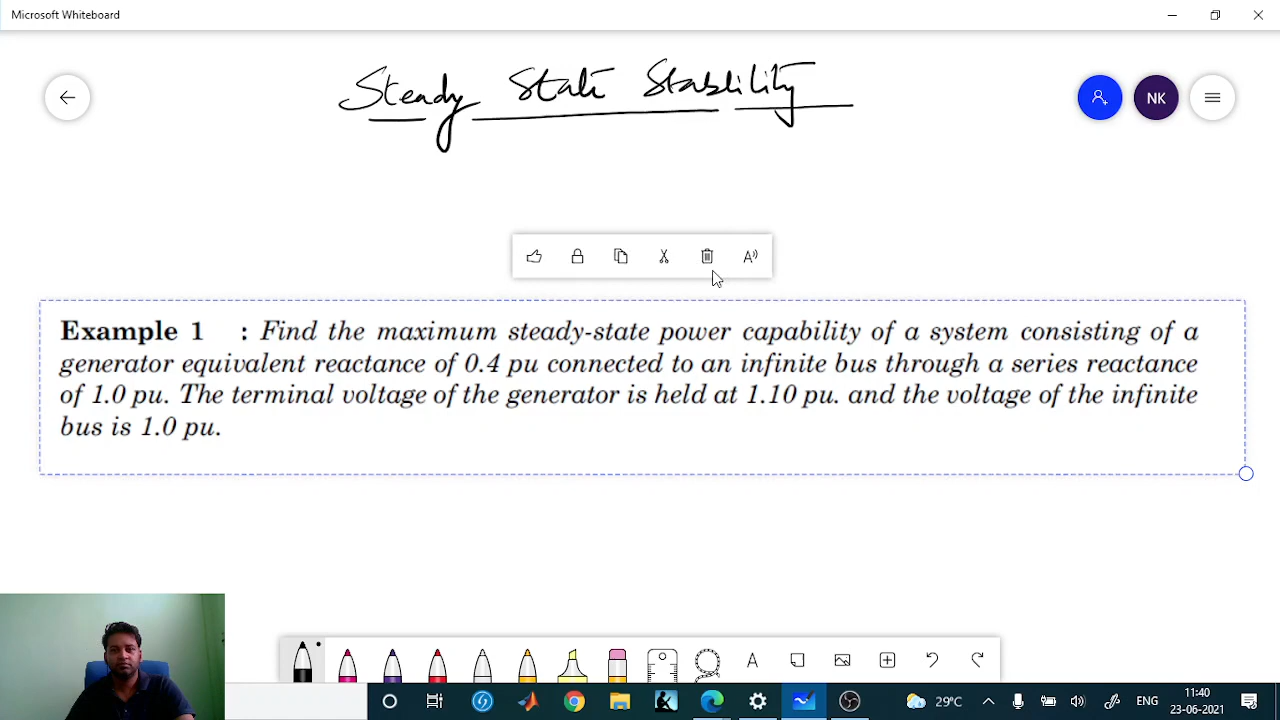 Microsoft Whiteboard
Steady State Stability
NK
Example 1 : Find the maximum steady-state power capability of a system consisting of a
generator equivalent reactance of 0.4 pu connected to an infinite bus through a series reactance
of 1.0 pu. The terminal voltage of the generator is held at 1.10 pu. and the voltage of the infinite
bus is 1.0 pu.
29°C
ENG
11:40
23-06-2021